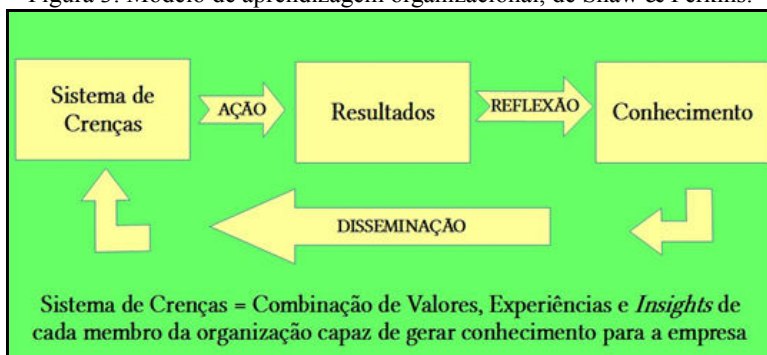 Figura 3: Modelo de aprendizagem organizacional, de Shaw & Perkins.
Sistema de
Crenças
AÇÃO
Resultados
REFLEXÃO
Conhecimento
DISSEMINAÇÃO
Sistema de Crenças = Combinação de Valores, Experiências e Insights de
cada membro da organização capaz de gerar conhecimento para a empresa